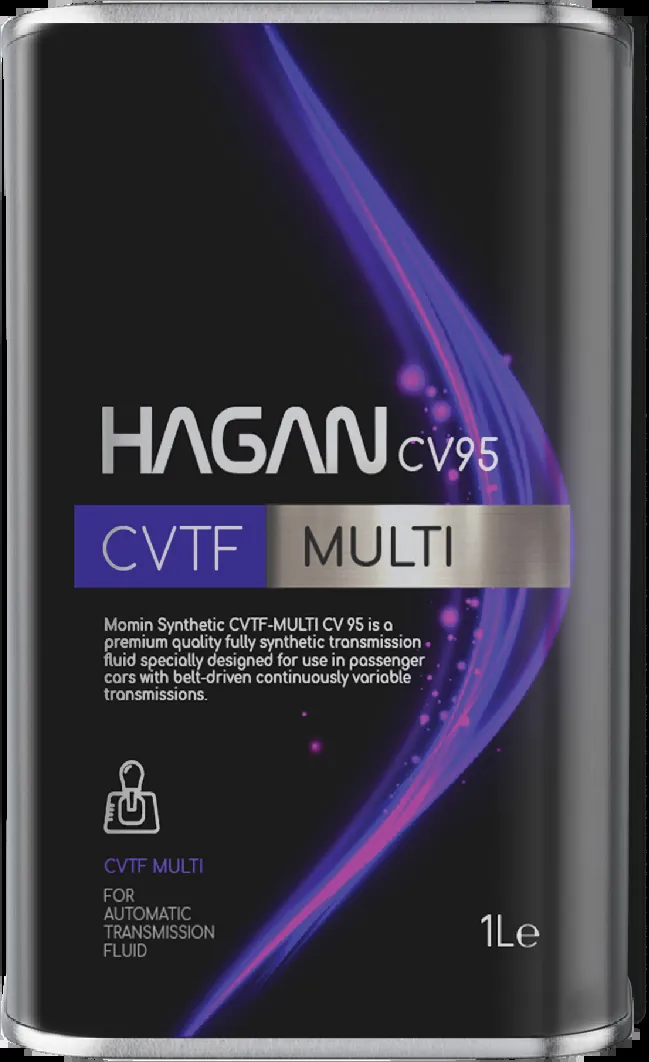 HAGAN CV95
CVTF MULTI
Momin Synthetic CVTF-MULTI CV 95 is a
premium quality fully synthetic transmission
fluid specially designed for use in passenger
cars with belt-driven continuously variable
transmissions.
CVTF MULTI
FOR
AUTOMATIC
TRANSMISSION
FLUID
1Le